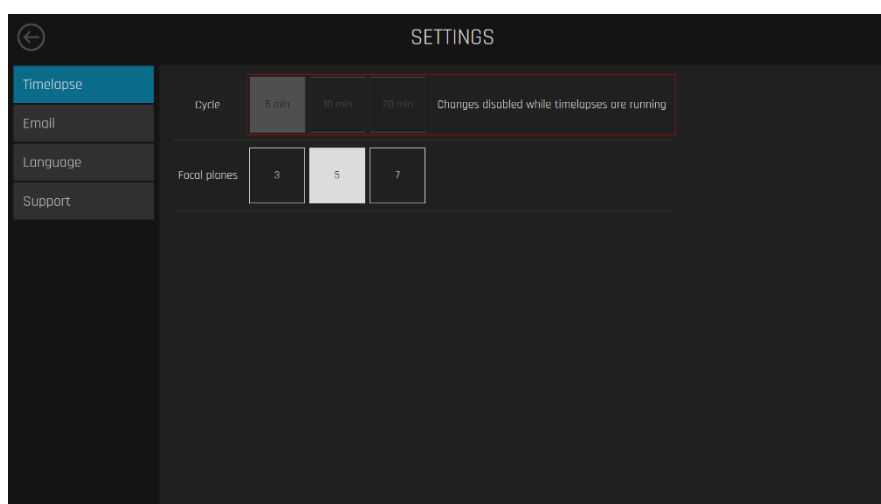 SETTINGS
Timelapse
Email
Language
Support
Cycle
5 min
10 min
20 min
Changes disabled while timelapses are running
Focal planes
3
5
7